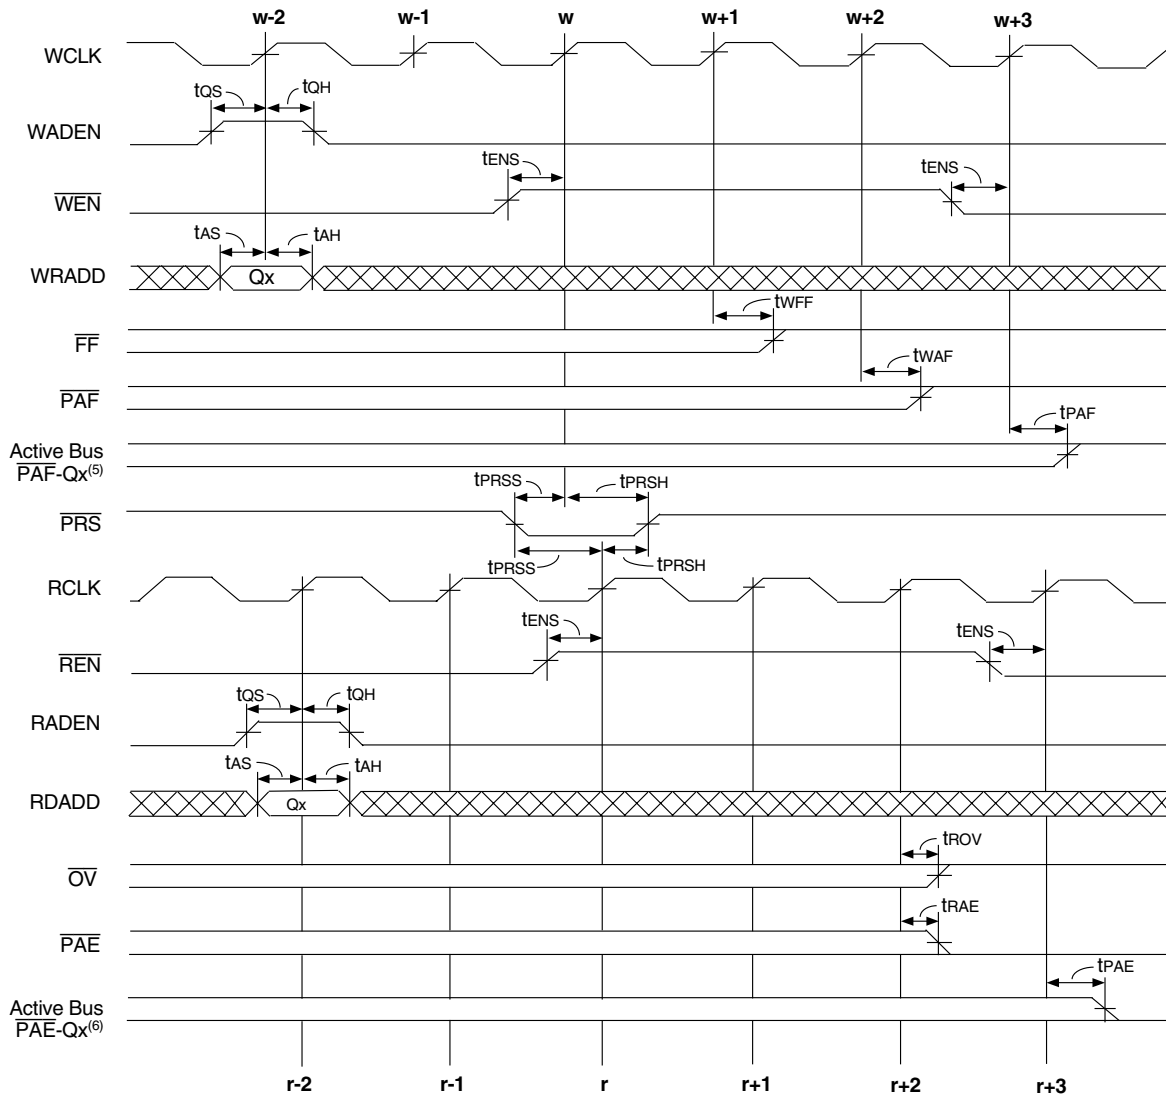 w-2 w-1 w w+1 w+2 w+3
WCLK
tQS tQH
WADEN
tENS tENS
WEN
tAS tAH
WRADD Qx
tWFF
FF
tWAF
PAF
tPAF
Active Bus
PAF-Qx(5)
tPRSS tPRSH
PRS
tPRSS tPRSH
RCLK
tENS tENS
REN
tQS tQH
RADEN
tAS tAH
RDADD Qx
tROV
OV
tRAE
PAE
tPAE
Active Bus
PAE-Qx(6)
r-2 r-1 r r+1 r+2 r+3